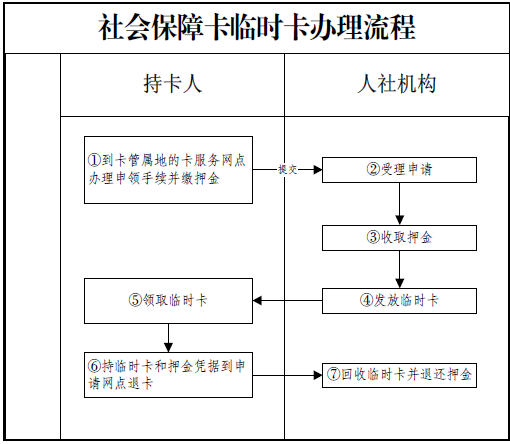 社会保障卡临时卡办理流程
持卡人
人社机构
①到卡管属地的卡服务网点
办理申领手续并缴押金
提交
②受理申请
③收取押金
④发放临时卡
⑤领取临时卡
⑥持临时卡和押金凭据到申
请网点退卡
⑦回收临时卡并退还押金